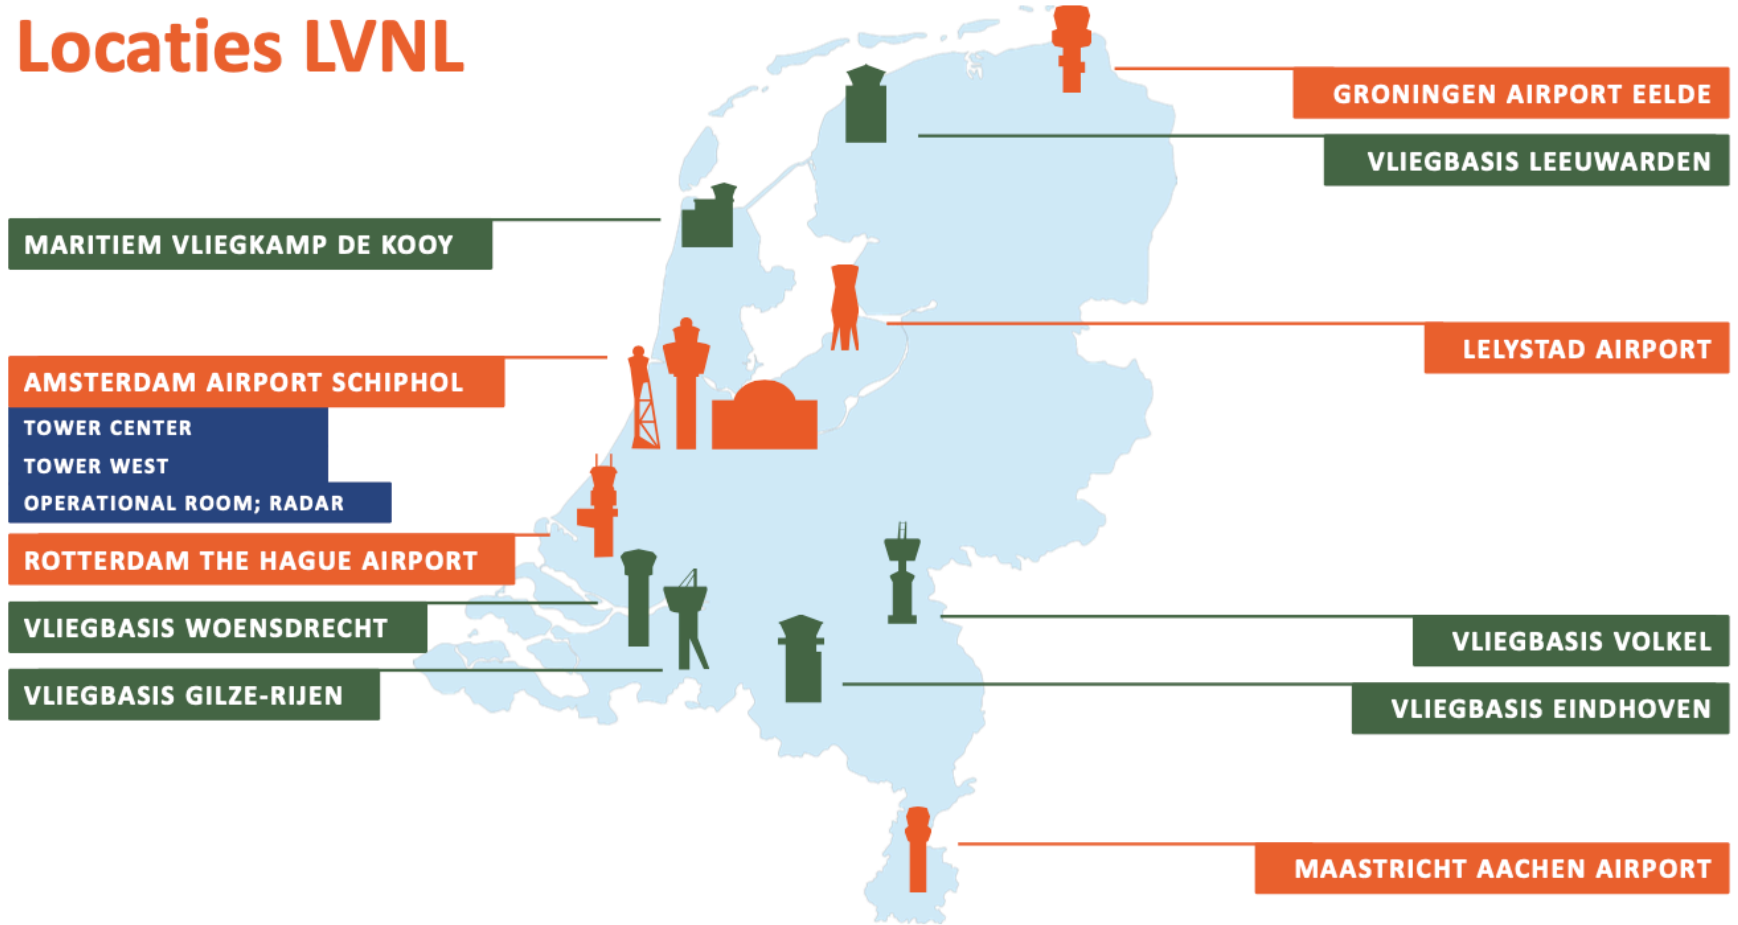 Locaties LVNL
GRONINGEN AIRPORT EELDE
VLIEGBASIS LEEUWARDEN
MARITIEM VLIEGKAMP DE KOOY
LELYSTAD AIRPORT
AMSTERDAM AIRPORT SCHIPHOL
TOWER CENTER
TOWER WEST
OPERATIONAL ROOM; RADAR
ROTTERDAM THE HAGUE AIRPORT
VLIEGBASIS WOENSDRECHT
VLIEGBASIS GILZE-RIJEN
VLIEGBASIS VOLKEL
VLIEGBASIS EINDHOVEN
MAASTRICHT AACHEN AIRPORT